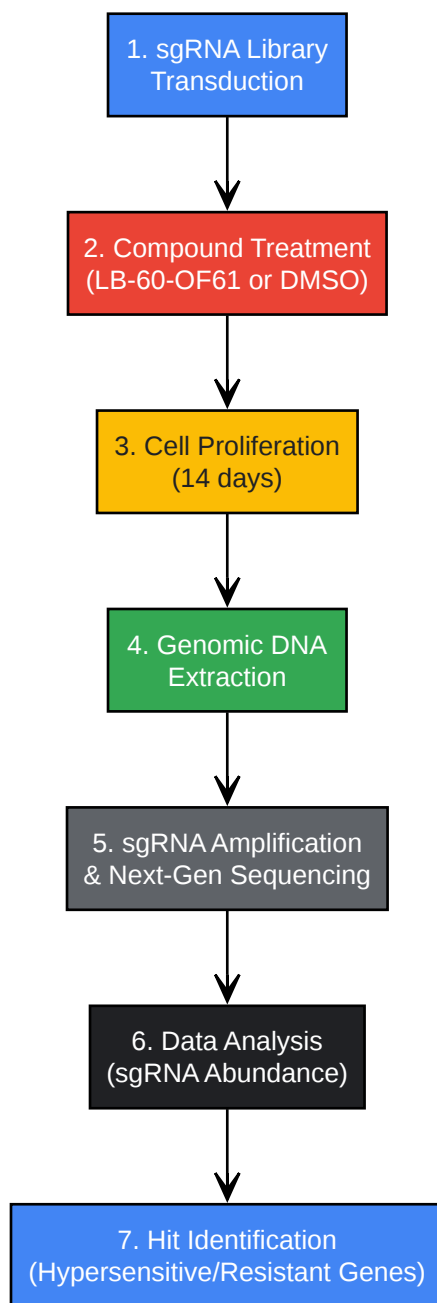 1. sgRNA Library
Transduction
2. Compound Treatment
(LB-60-OF61 or DMSO)
3. Cell Proliferation
(14 days)
4. Genomic DNA
Extraction
5. sgRNA Amplification
& Next-Gen Sequencing
6. Data Analysis
(sgRNA Abundance)
7. Hit Identification
(Hypersensitive/Resistant Genes)